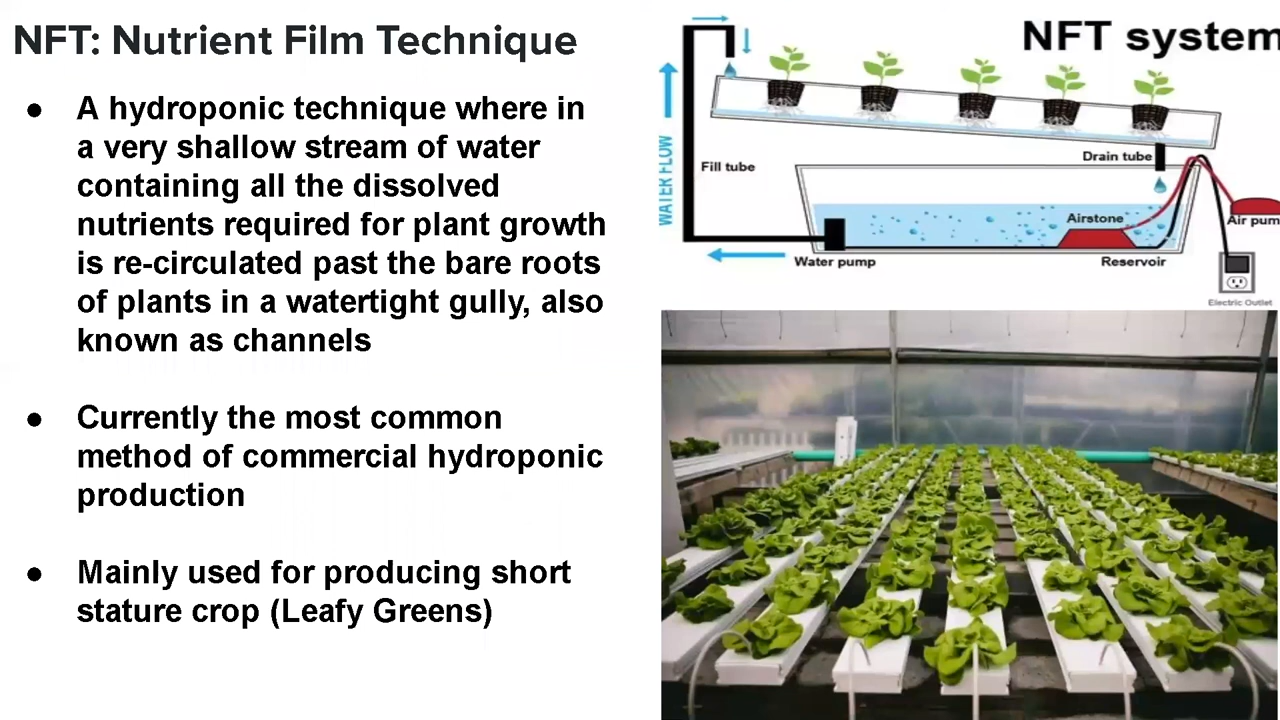 NFT: Nutrient Film Technique
● A hydroponic technique where in
a very shallow stream of water
containing all the dissolved
nutrients required for plant growth
is re-circulated past the bare roots
of plants in a watertight gully, also
known as channels
● Currently the most common
method of commercial hydroponic
production
● Mainly used for producing short
stature crop (Leafy Greens)
NFT system
WATER FLOW
Fill tube
Drain tube
Airstone
Air pum
Water pump
Reservoir
Electric Outlet